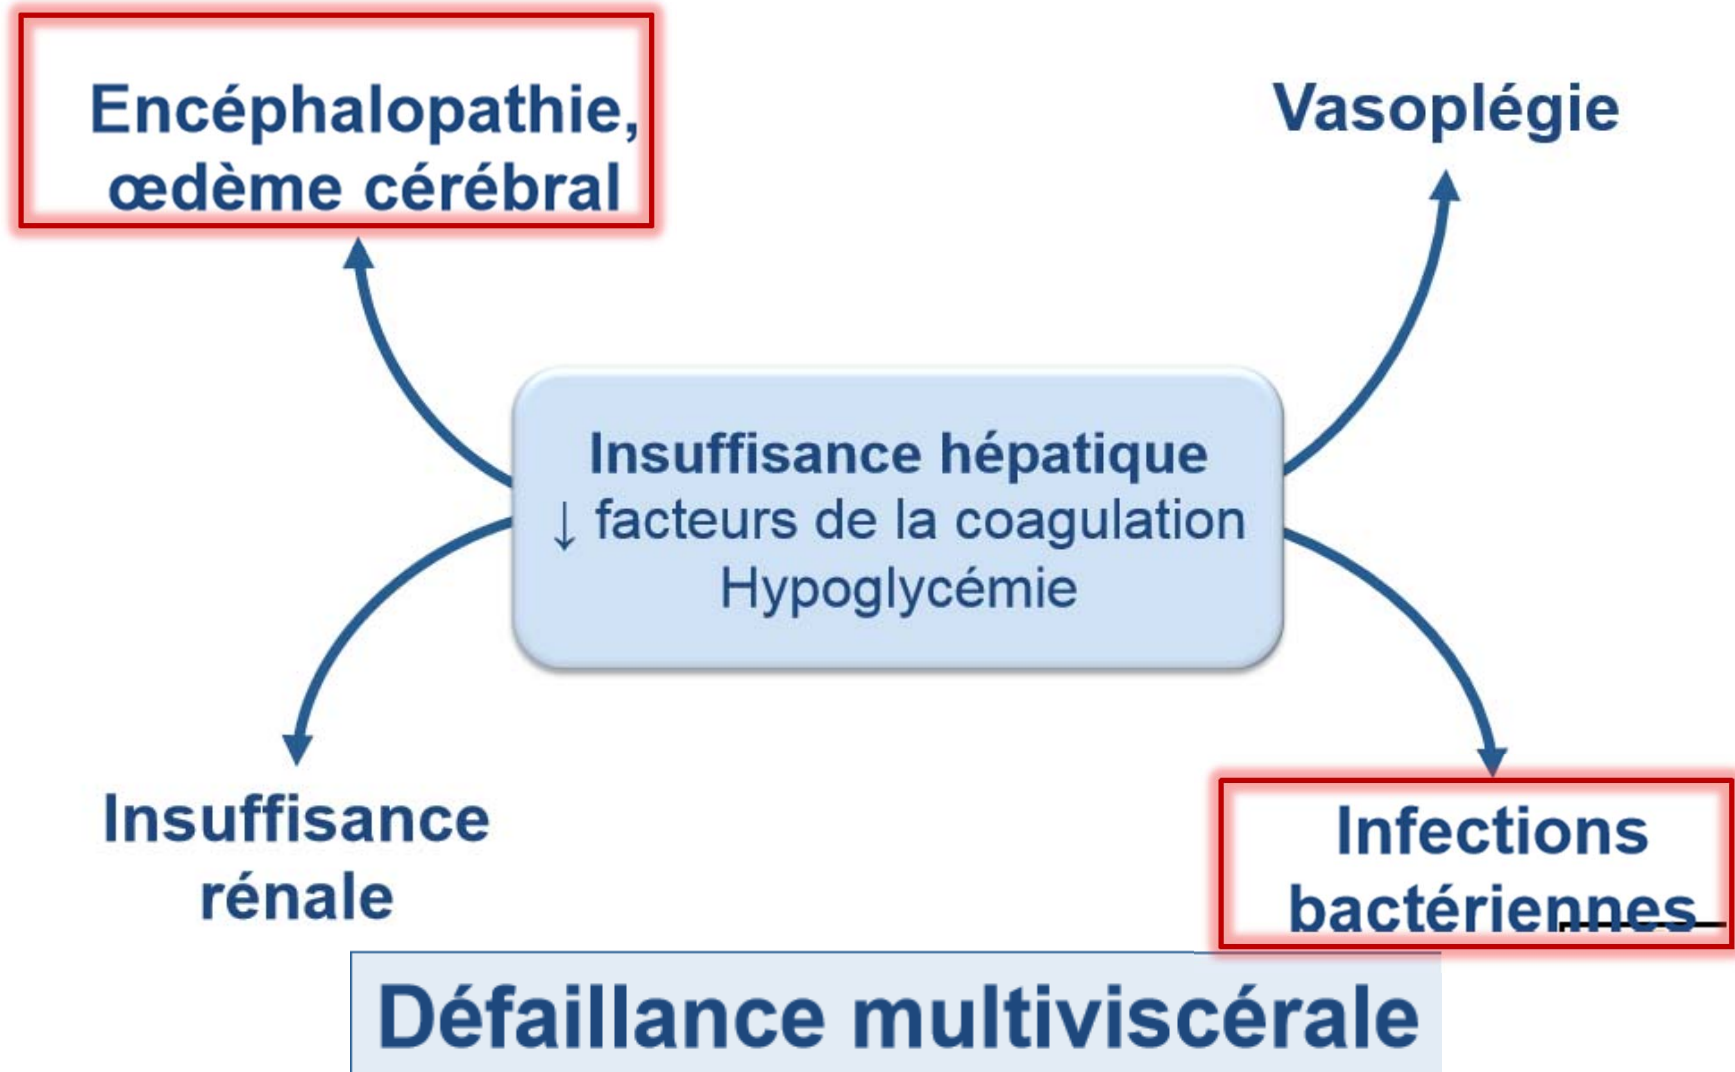 Encéphalopathie,
œdème cérébral
Vasoplégie
Insuffisance hépatique
↓ facteurs de la coagulation
Hypoglycémie
Insuffisance
rénale
Infections
bactériennes
Défaillance multiviscérale